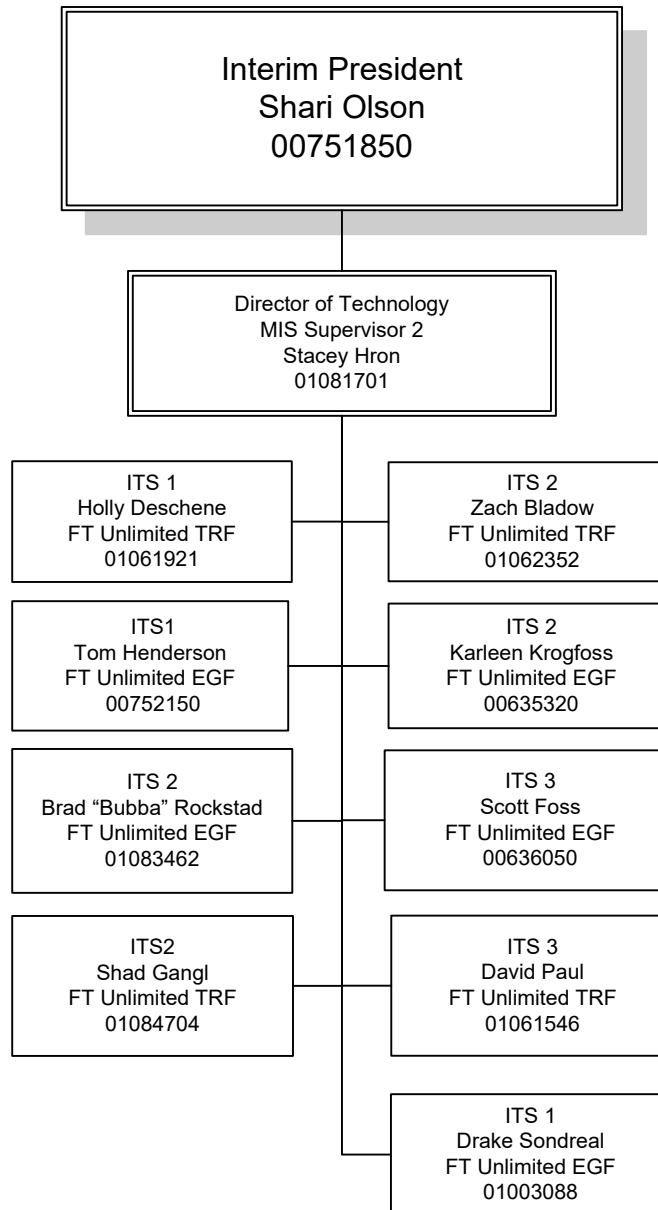 Interim President
Shari Olson
00751850
Director of Technology
MIS Supervisor 2
Stacey Hron
01081701
ITS 1
Holly Deschene
FT Unlimited TRF
01061921
ITS 2
Zach Bladow
FT Unlimited TRF
01062352
ITS1
Tom Henderson
FT Unlimited EGF
00752150
ITS 2
Karleen Krogfoss
FT Unlimited EGF
00635320
ITS 2
Brad “Bubba” Rockstad
FT Unlimited EGF
01083462
ITS 3
Scott Foss
FT Unlimited EGF
00636050
ITS2
Shad Gangl
FT Unlimited TRF
01084704
ITS 3
David Paul
FT Unlimited TRF
01061546
ITS 1
Drake Sondreal
FT Unlimited EGF
01003088